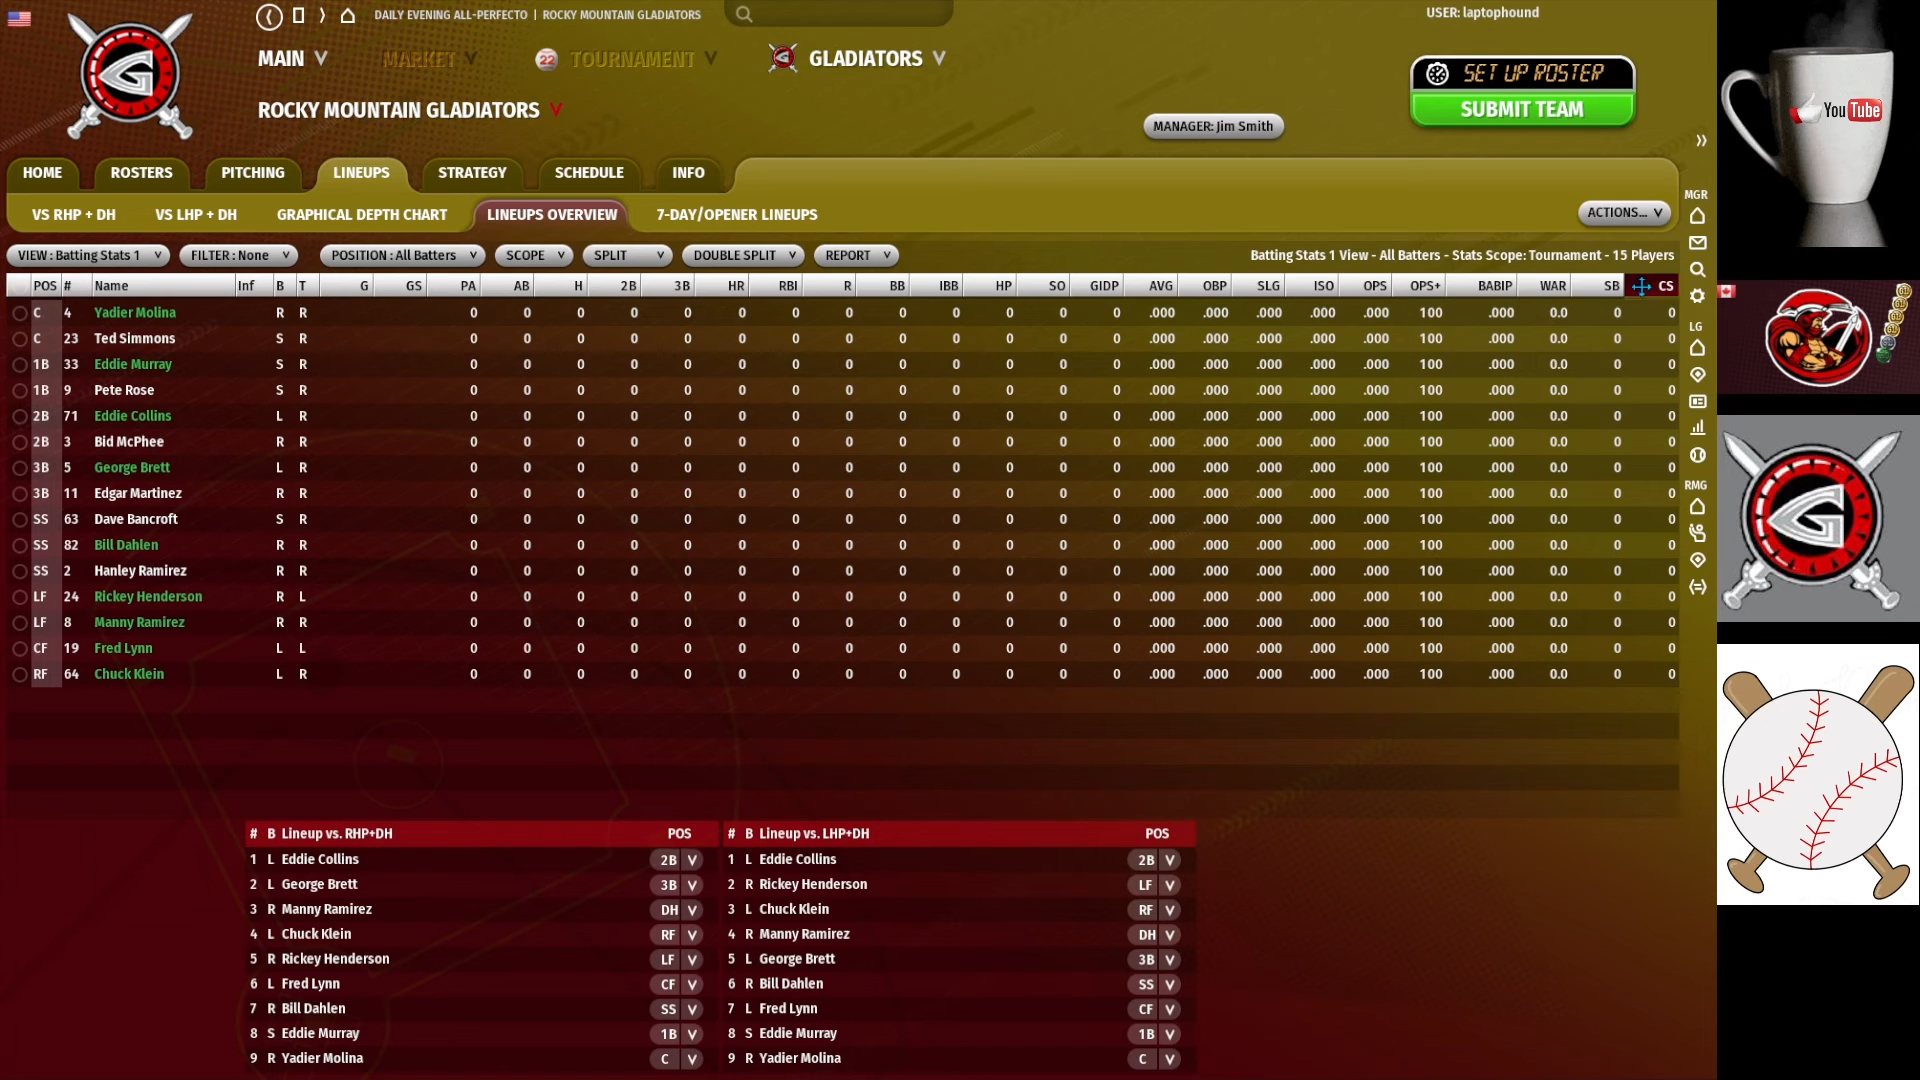 DAILY EVENING ALL-PERFECTO | ROCKY MOUNTAIN GLADIATORS
USER: laptophound
MAIN MARKET 22 TOURNAMENT GLADIATORS
SET UP ROSTER
SUBMIT TEAM
ROCKY MOUNTAIN GLADIATORS
MANAGER: Jim Smith
HOME ROSTERS PITCHING LINEUPS STRATEGY SCHEDULE INFO
VS RHP + DH VS LHP + DH GRAPHICAL DEPTH CHART LINEUPS OVERVIEW 7-DAY/OPENER LINEUPS ACTIONS...
VIEW : Batting Stats 1 FILTER : None POSITION : All Batters SCOPE SPLIT DOUBLE SPLIT REPORT Batting Stats 1 View - All Batters - Stats Scope: Tournament - 15 Players
POS # Name Inf B T G GS PA AB H 2B 3B HR RBI R BB IBB HP SO GIDP AVG OBP SLG ISO OPS OPS+ BABIP WAR SB CS
C 4 Yadier Molina R R 0 0 0 0 0 0 0 0 0 0 0 0 0 .000 .000 .000 .000 .000 100 .000 0.0 0 0
C 23 Ted Simmons S R 0 0 0 0 0 0 0 0 0 0 0 0 0 .000 .000 .000 .000 .000 100 .000 0.0 0 0
1B 33 Eddie Murray S R 0 0 0 0 0 0 0 0 0 0 0 0 0 .000 .000 .000 .000 .000 100 .000 0.0 0 0
1B 9 Pete Rose S R 0 0 0 0 0 0 0 0 0 0 0 0 0 .000 .000 .000 .000 .000 100 .000 0.0 0 0
2B 71 Eddie Collins L R 0 0 0 0 0 0 0 0 0 0 0 0 0 .000 .000 .000 .000 .000 100 .000 0.0 0 0
2B 3 Bid McPhee R R 0 0 0 0 0 0 0 0 0 0 0 0 0 .000 .000 .000 .000 .000 100 .000 0.0 0 0
3B 5 George Brett L R 0 0 0 0 0 0 0 0 0 0 0 0 0 .000 .000 .000 .000 .000 100 .000 0.0 0 0
3B 11 Edgar Martinez R R 0 0 0 0 0 0 0 0 0 0 0 0 0 .000 .000 .000 .000 .000 100 .000 0.0 0 0
SS 63 Dave Bancroft S R 0 0 0 0 0 0 0 0 0 0 0 0 0 .000 .000 .000 .000 .000 100 .000 0.0 0 0
SS 82 Bill Dahlen R R 0 0 0 0 0 0 0 0 0 0 0 0 0 .000 .000 .000 .000 .000 100 .000 0.0 0 0
SS 2 Hanley Ramirez R R 0 0 0 0 0 0 0 0 0 0 0 0 0 .000 .000 .000 .000 .000 100 .000 0.0 0 0
LF 24 Rickey Henderson R L 0 0 0 0 0 0 0 0 0 0 0 0 0 .000 .000 .000 .000 .000 100 .000 0.0 0 0
LF 8 Manny Ramirez R R 0 0 0 0 0 0 0 0 0 0 0 0 0 .000 .000 .000 .000 .000 100 .000 0.0 0 0
CF 19 Fred Lynn L L 0 0 0 0 0 0 0 0 0 0 0 0 0 .000 .000 .000 .000 .000 100 .000 0.0 0 0
RF 64 Chuck Klein L R 0 0 0 0 0 0 0 0 0 0 0 0 0 .000 .000 .000 .000 .000 100 .000 0.0 0 0
# B Lineup vs. RHP+DH POS
1 L Eddie Collins 2B
2 L George Brett 3B
3 R Manny Ramirez DH
4 L Chuck Klein RF
5 R Rickey Henderson LF
6 L Fred Lynn CF
7 R Bill Dahlen SS
8 S Eddie Murray 1B
9 R Yadier Molina C
# B Lineup vs. LHP+DH POS
1 L Eddie Collins 2B
2 R Rickey Henderson LF
3 L Chuck Klein RF
4 R Manny Ramirez DH
5 L George Brett 3B
6 R Bill Dahlen SS
7 L Fred Lynn CF
8 S Eddie Murray 1B
9 R Yadier Molina C
MGR
LG
RMG
YouTube
G
G